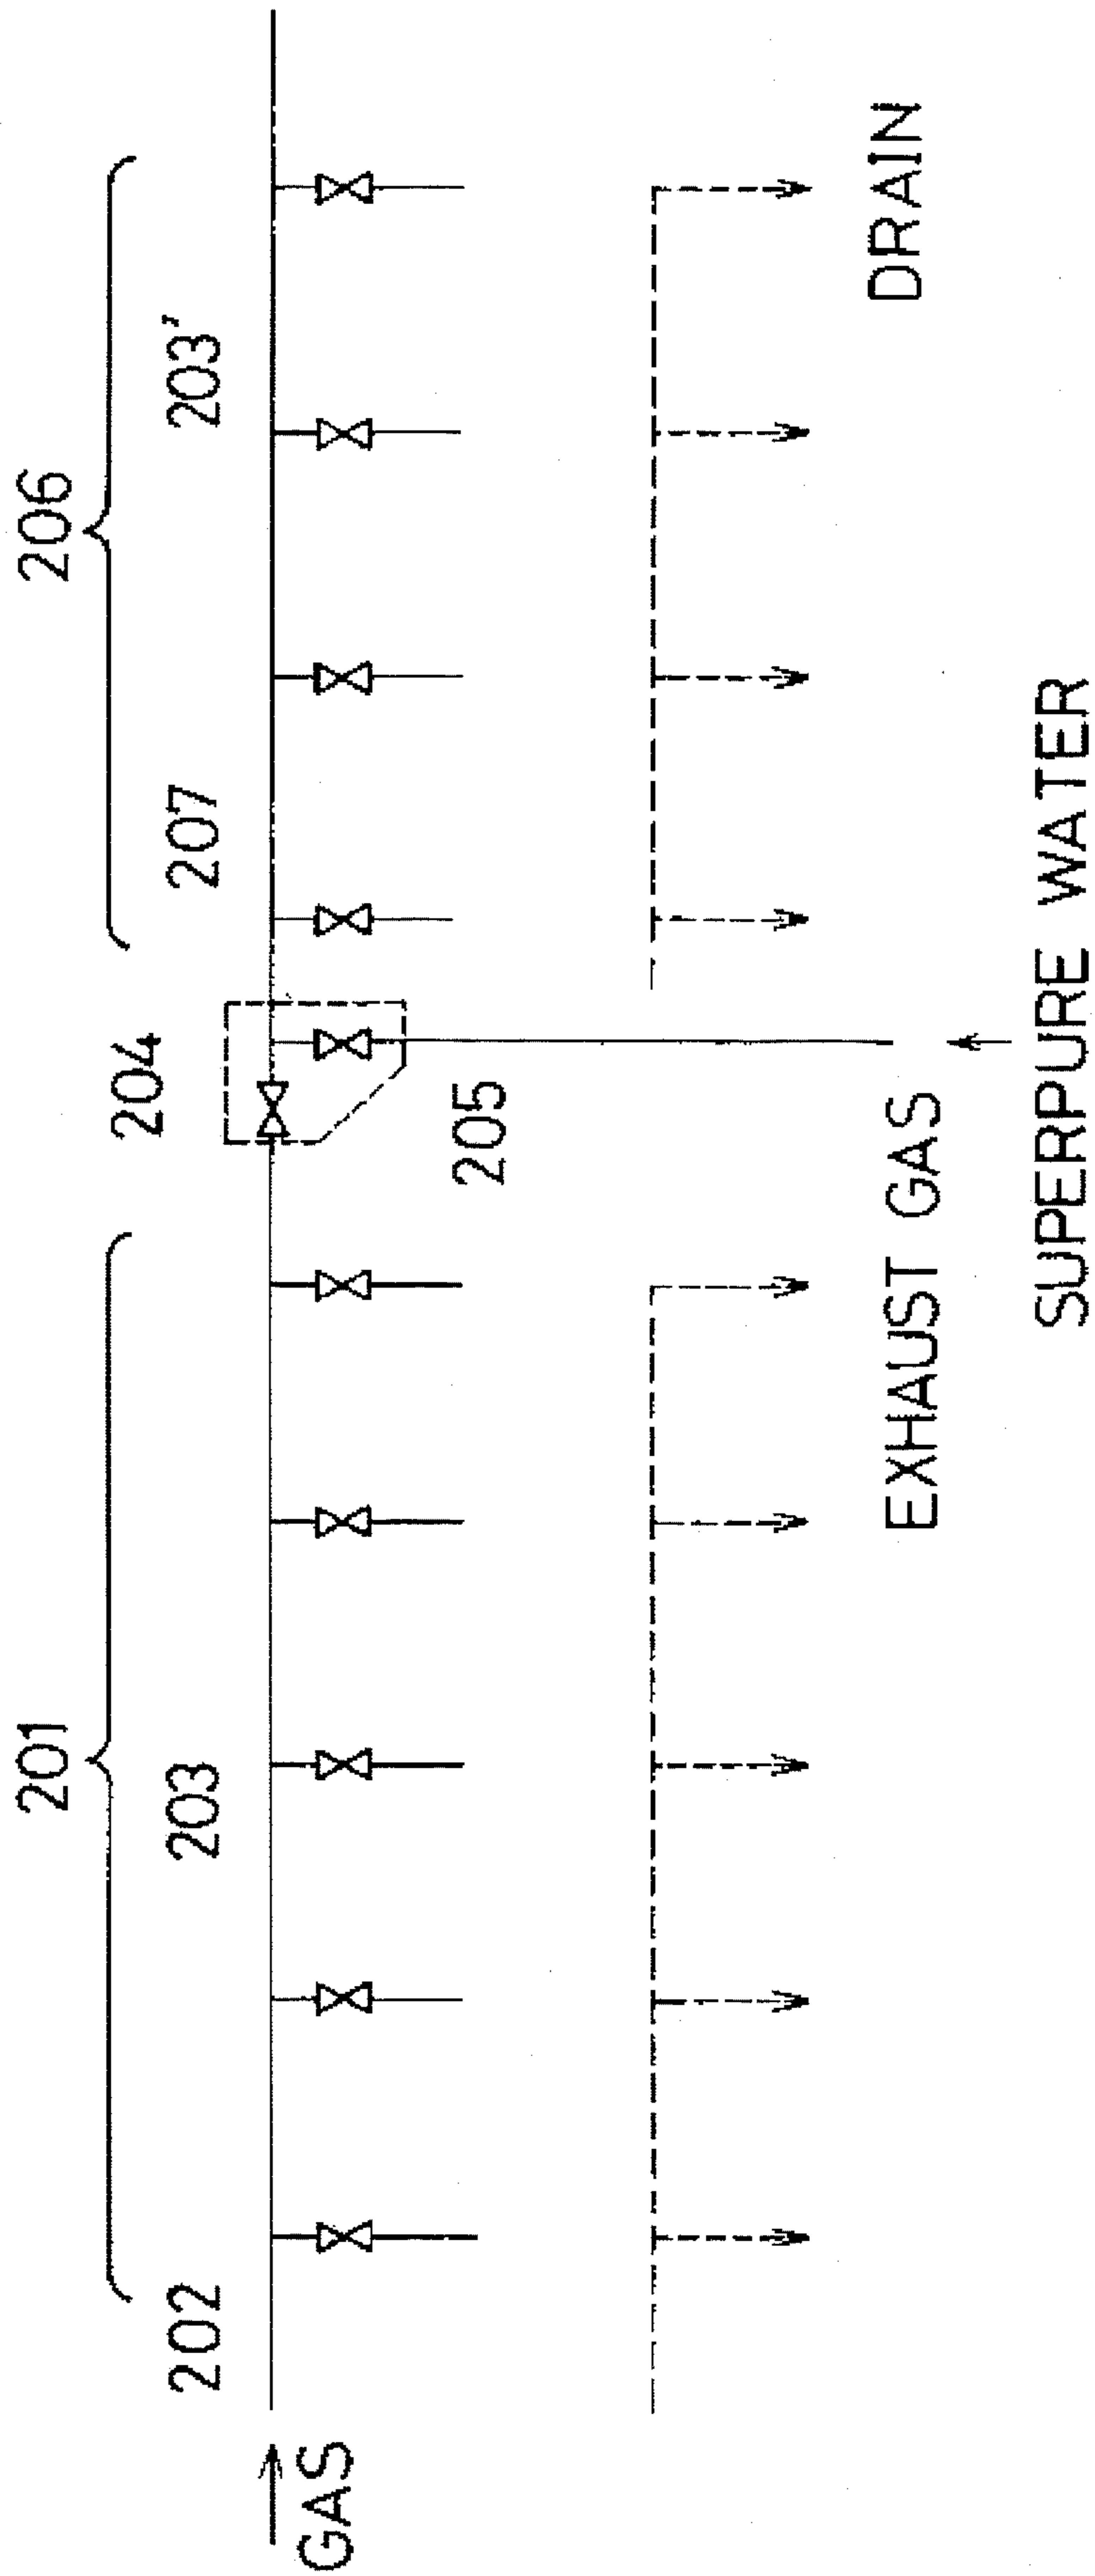 201
206
202
203
204
207
203'
205
GAS
EXHAUST GAS
DRAIN
SUPERPURE WATER